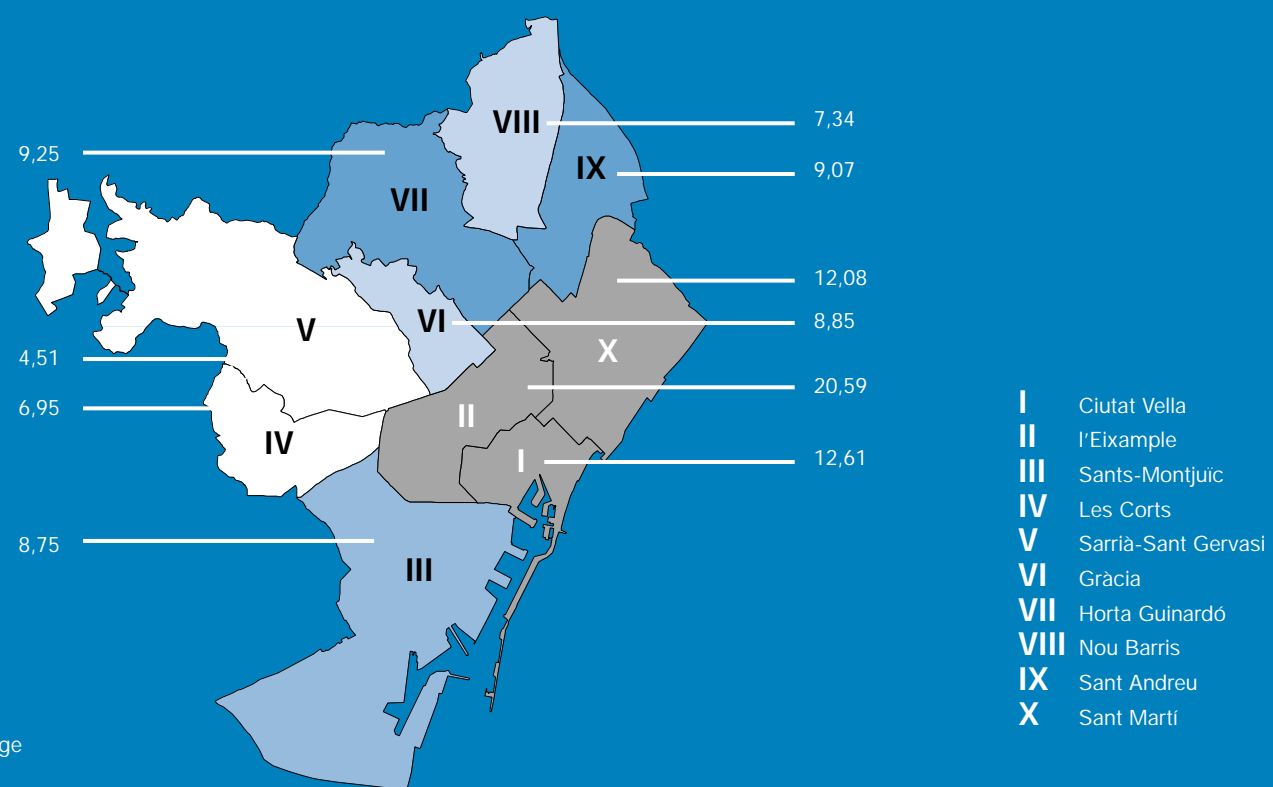 VIII
7,34
9,25
IX
9,07
VII
12,08
8,85
VI
V
X
4,51
20,59
6,95
II
IV
I
12,61
8,75
III
I Ciutat Vella
II l'Eixample
III Sants-Montjuïc
IV Les Corts
V Sarrià-Sant Gervasi
VI Gràcia
VII Horta Guinardó
VIII Nou Barris
IX Sant Andreu
X Sant Martí
ge